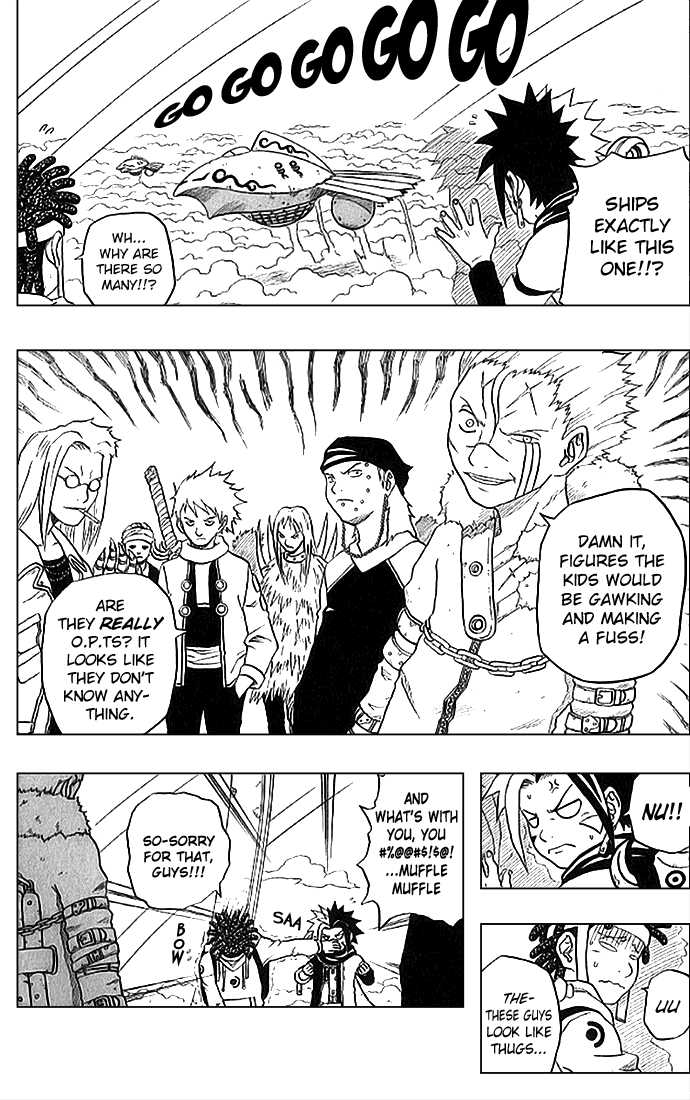 GO GO GO GO GO
SHIPS
EXACTLY
LIKE THIS
ONE!!?
WH...
WHY ARE
THERE SO
MANY!!?
DAMN IT,
FIGURES THE
KIDS WOULD
BE GAWKING
AND MAKING
A FUSS!
ARE
THEY REALLY
O.P.TS? IT
LOOKS LIKE
THEY DON'T
KNOW ANY-
THING.
NU!!
UU
THE-
THESE GUYS
LOOK LIKE
THUGS...
AND
WHAT'S WITH
YOU, YOU
#%@@#$!$@!
...MUFFLE
MUFFLE
SAA
SO-SORRY
FOR THAT,
GUYS!!!
BOW